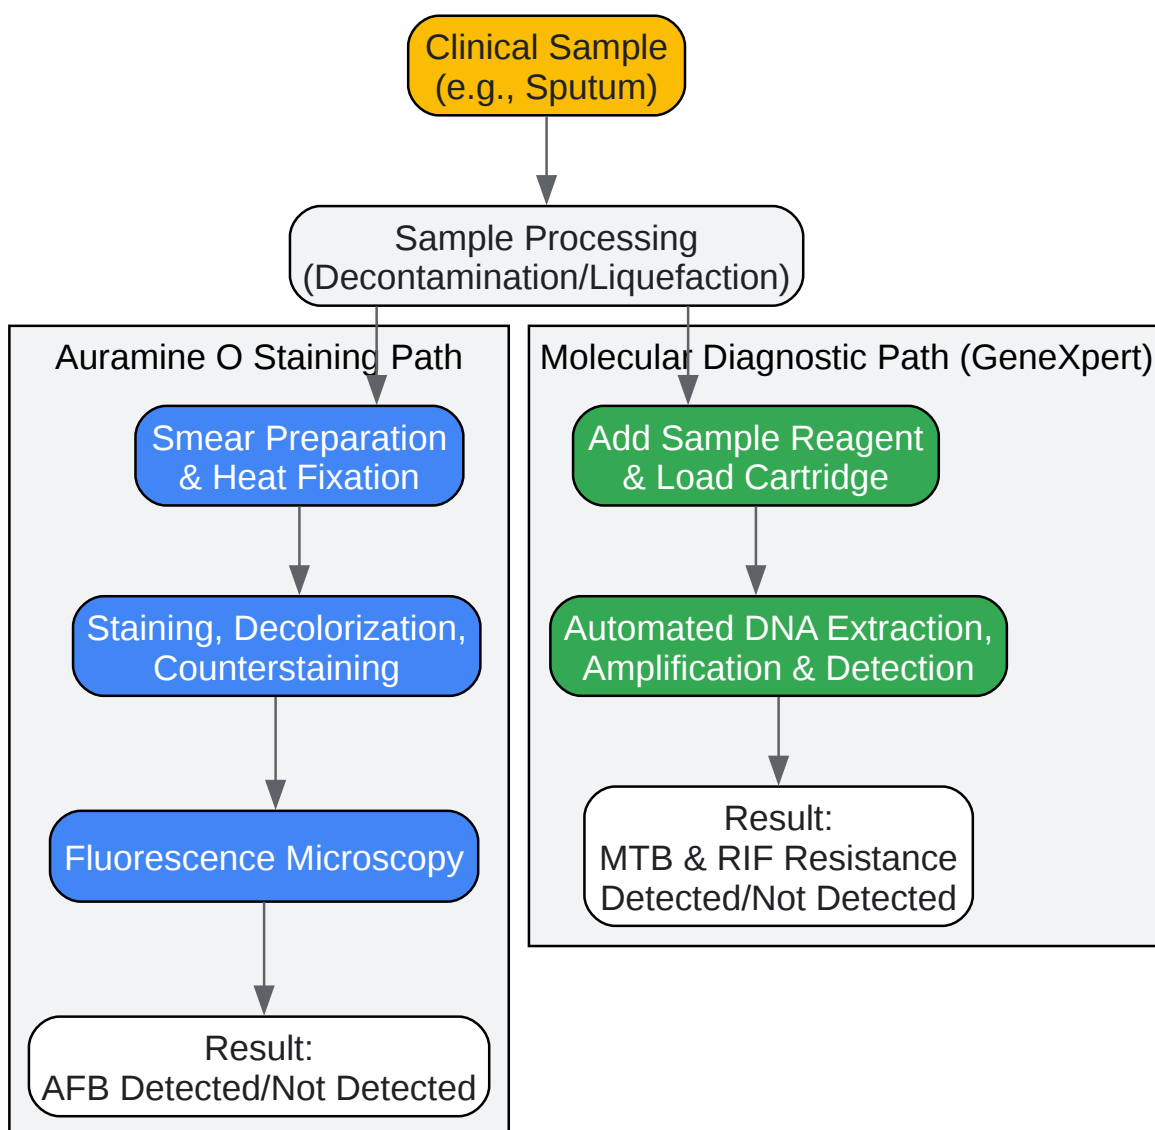 Clinical Sample
(e.g., Sputum)
Sample Processing
(Decontamination/Liquefaction)
Auramine O Staining Path
Smear Preparation
& Heat Fixation
Staining, Decolorization,
Counterstaining
Fluorescence Microscopy
Result:
AFB Detected/Not Detected
Molecular Diagnostic Path (GeneXpert)
Add Sample Reagent
& Load Cartridge
Automated DNA Extraction,
Amplification & Detection
Result:
MTB & RIF Resistance
Detected/Not Detected